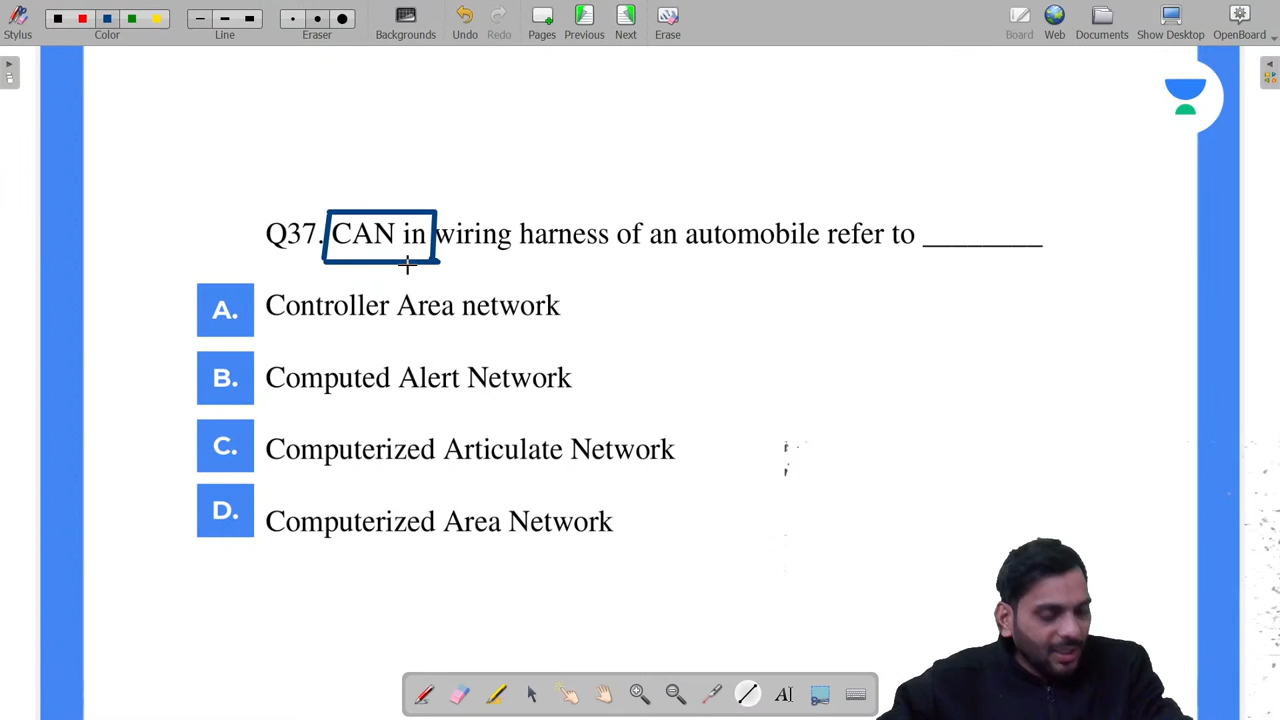 Stylus
Color
Line
Eraser
Backgrounds
Undo
Redo
Pages
Previous
Next
Erase
Board
Web
Documents
Show Desktop
OpenBoard
Q37. CAN in wiring harness of an automobile refer to ________
A. Controller Area network
B. Computed Alert Network
C. Computerized Articulate Network
D. Computerized Area Network
AI